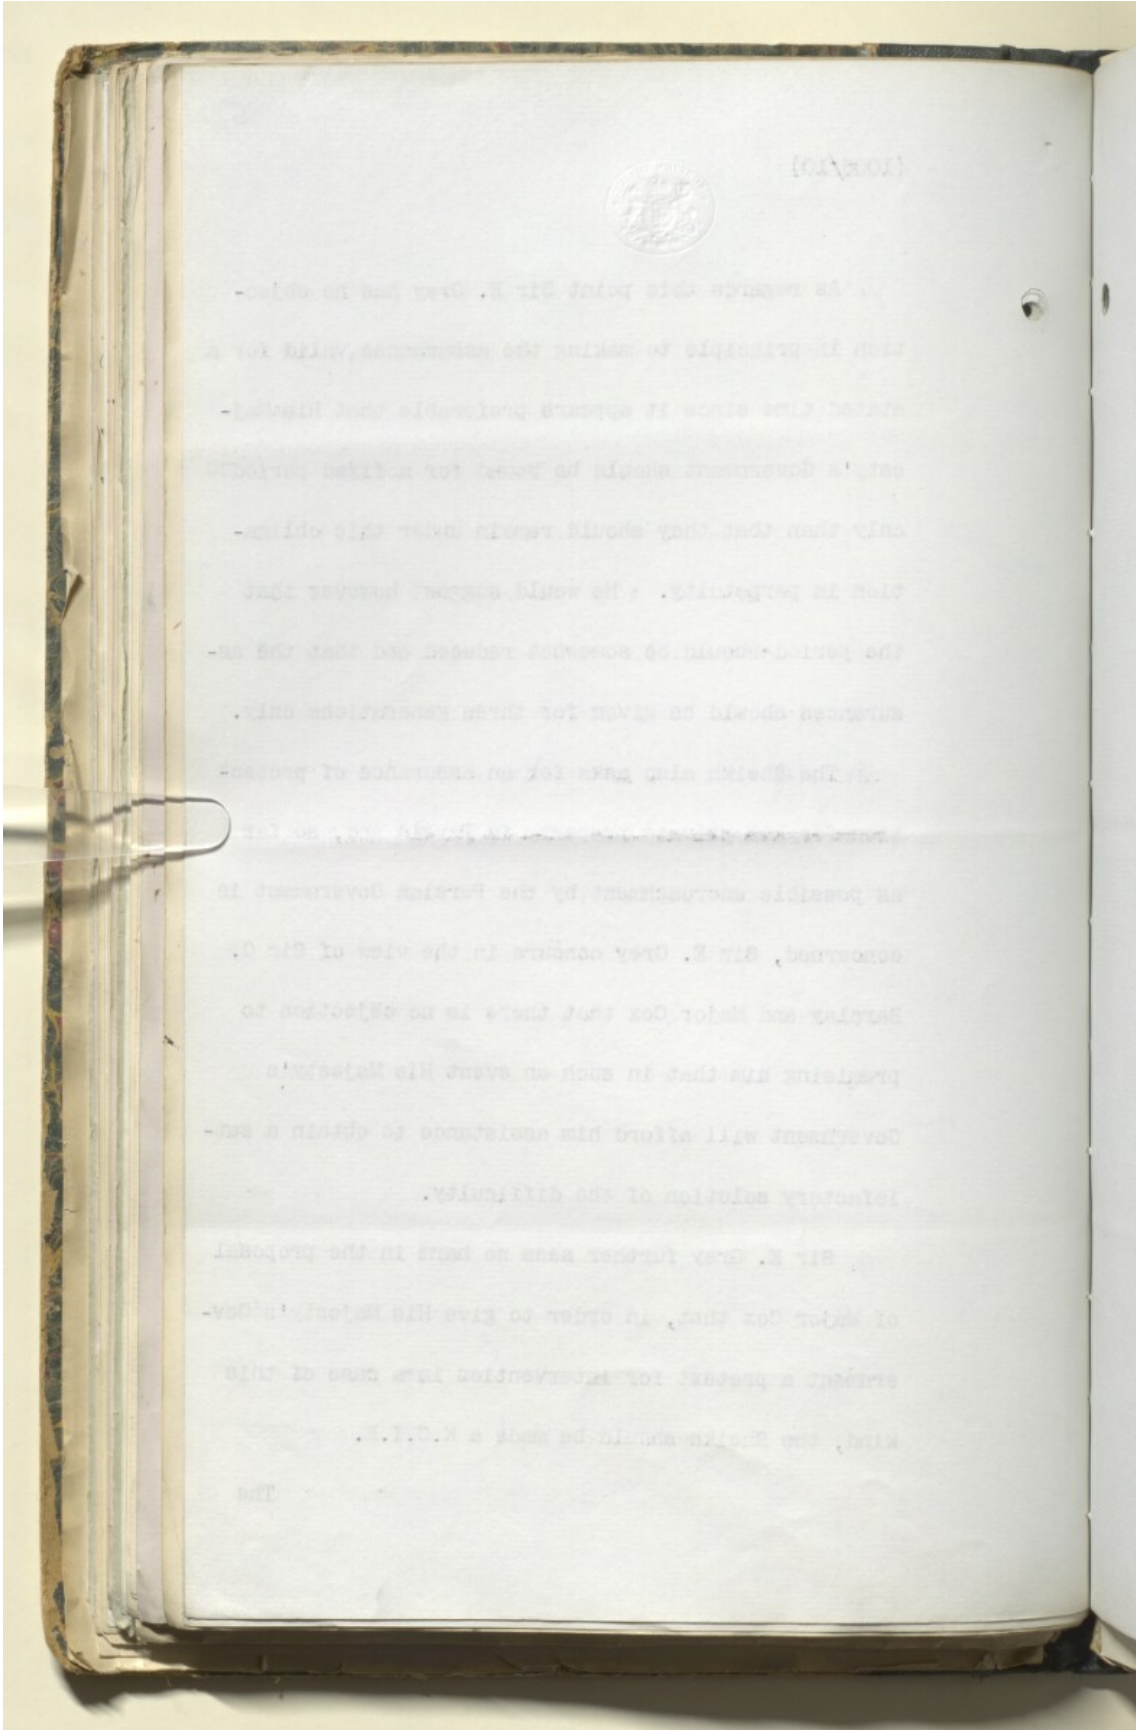 (1006/10)
As regards this point Sir E. Grey has no objec-
tion in principle to making the assurances valid for a
stated time since it appears preferable that His Maj-
esty's Government should be bound for a fixed period
only than that they should remain under this obliga-
tion in perpetuity. He would suggest however that
the period should be somewhat reduced and that the as-
surances should be given for three generations only.
The Sheikh also asks for an assurance of protect-
so far
as possible encroachment by the Persian Government is
concerned, Sir E. Grey concurs in the view of Sir G.
Barclay and Major Cox that there is no objection to
promising him that in such an event His Majesty's
Government will afford him assistance to obtain a sat-
isfactory solution of the difficulty.
Sir E. Grey further sees no harm in the proposal
of Major Cox that, in order to give His Majesty's Gov-
ernment a pretext for intervention in a case of this
kind, the Sheikh should be made a K.C.I.E.
The